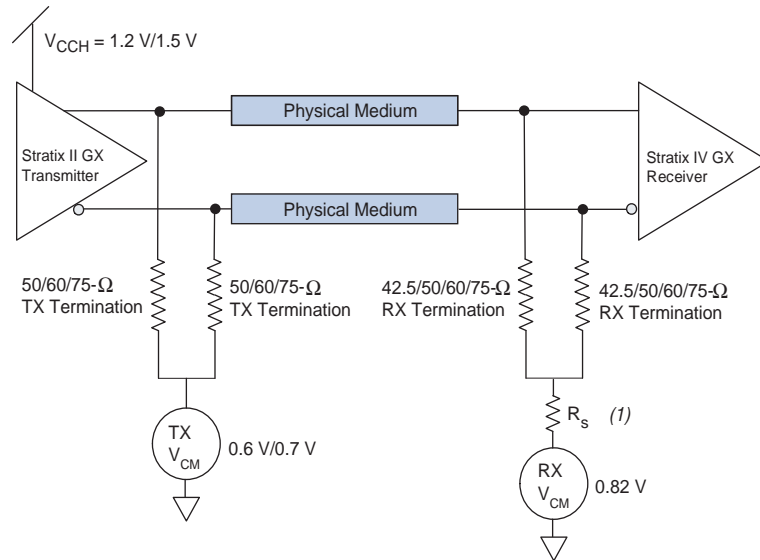 V_CCH = 1.2 V/1.5 V
Physical Medium
Stratix II GX
Transmitter
Stratix IV GX
Receiver
Physical Medium
50/60/75-Ω
TX Termination
50/60/75-Ω
TX Termination
42.5/50/60/75-Ω
RX Termination
42.5/50/60/75-Ω
RX Termination
R_s (1)
TX
V_CM
0.6 V/0.7 V
RX
V_CM
0.82 V